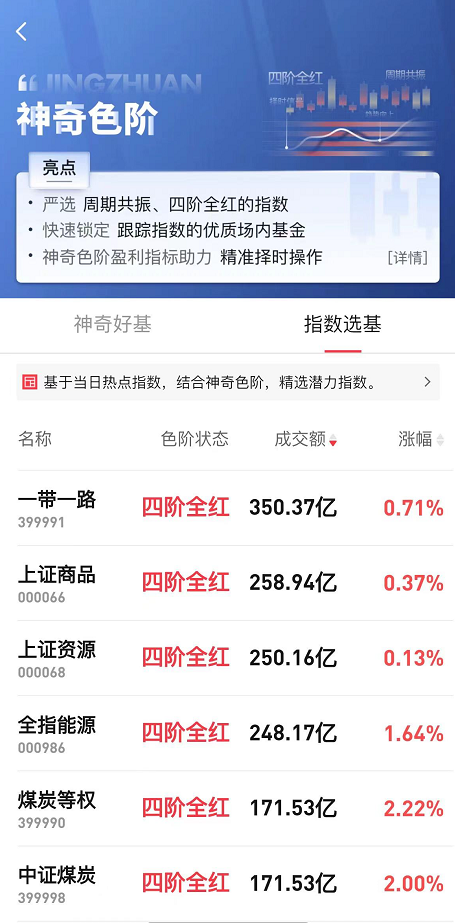 JINGZHUAN
神奇色阶
四阶全红
周期共振
择时信号
趋势向上
亮点
· 严选 周期共振、四阶全红的指数
· 快速锁定 跟踪指数的优质场内基金
· 神奇色阶盈利指标助力 精准择时操作 [详情]
神奇好基 指数选基
基于当日热点指数，结合神奇色阶，精选潜力指数。
名称 色阶状态 成交额 涨幅
一带一路 四阶全红 350.37亿 0.71%
399991
上证商品 四阶全红 258.94亿 0.37%
000066
上证资源 四阶全红 250.16亿 0.13%
000068
全指能源 四阶全红 248.17亿 1.64%
000986
煤炭等权 四阶全红 171.53亿 2.22%
399990
中证煤炭 四阶全红 171.53亿 2.00%
399998